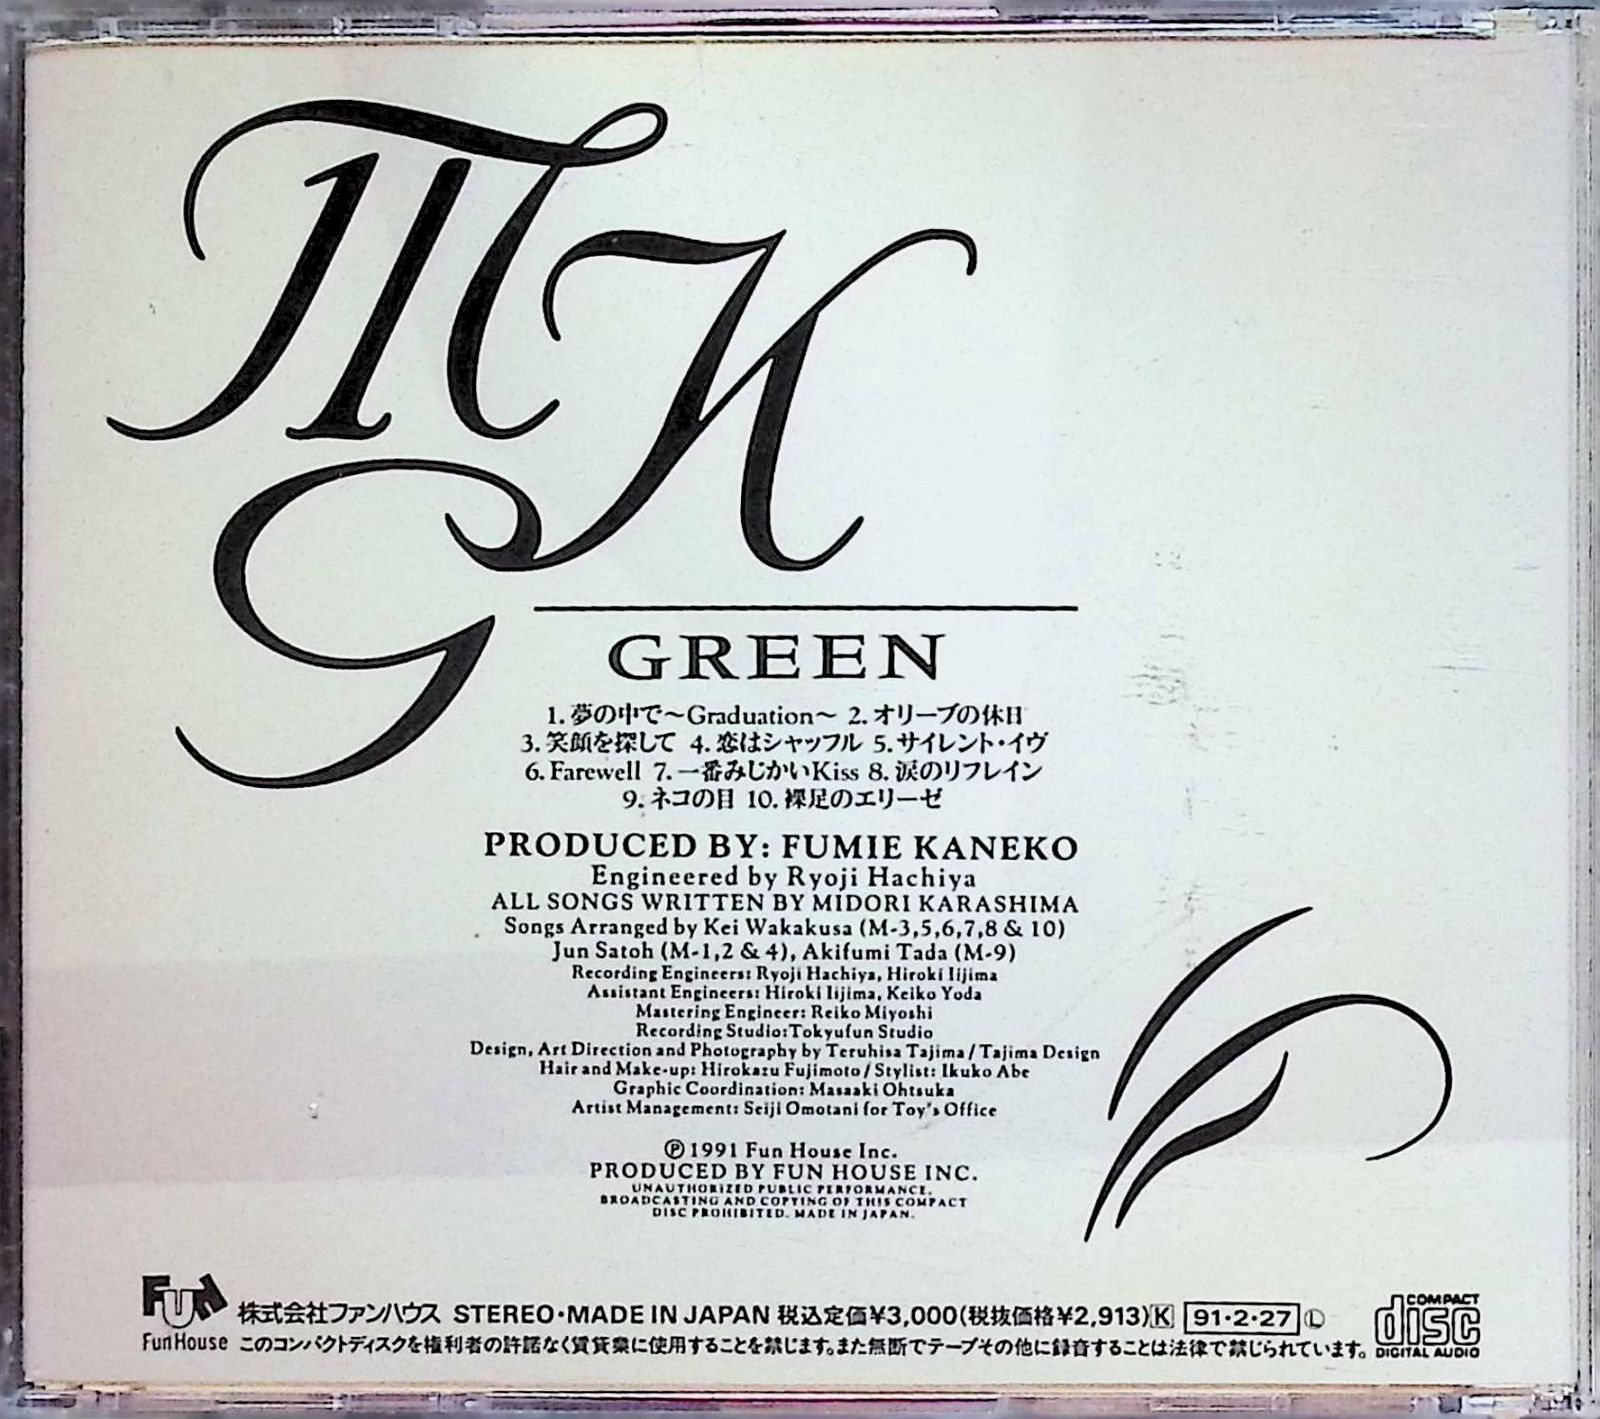 MK
G
GREEN
1. 夢の中で〜Graduation〜 2. オリーブの休日
3. 笑顔を探して 4. 恋はシャッフル 5. サイレント・イヴ
6. Farewell 7. 一番みじかいKiss 8. 涙のリフレイン
9. ネコの目 10. 裸足のエリーゼ
PRODUCED BY: FUMIE KANEKO
Engineered by Ryoji Hachiya
ALL SONGS WRITTEN BY MIDORI KARASHIMA
Songs Arranged by Kei Wakakusa (M-3,5,6,7,8 & 10)
Jun Satoh (M-1,2 & 4), Akifumi Tada (M-9)
Recording Engineers: Ryoji Hachiya, Hiroki Iijima
Assistant Engineers: Hiroki Iijima, Keiko Yoda
Mastering Engineer: Reiko Miyoshi
Recording Studio: Tokyufun Studio
Design, Art Direction and Photography by Teruhisa Tajima / Tajima Design
Hair and Make-up: Hirokazu Fujimoto / Stylist: Ikuko Abe
Graphic Coordination: Masaaki Ohtsuka
Artist Management: Seiji Omotani for Toy's Office
Ⓟ 1991 Fun House Inc.
PRODUCED BY FUN HOUSE INC.
UNAUTHORIZED PUBLIC PERFORMANCE,
BROADCASTING AND COPYING OF THIS COMPACT
DISC PROHIBITED. MADE IN JAPAN.
FUN 株式会社ファンハウス STEREO・MADE IN JAPAN 税込定価¥3,000(税抜価格¥2,913)K 91・2・27 Ⓛ COMPACT disc
Fun House このコンパクトディスクを権利者の許諾なく賃貸業に使用することを禁じます。また無断でテープその他に録音することは法律で禁じられています。 DIGITAL AUDIO